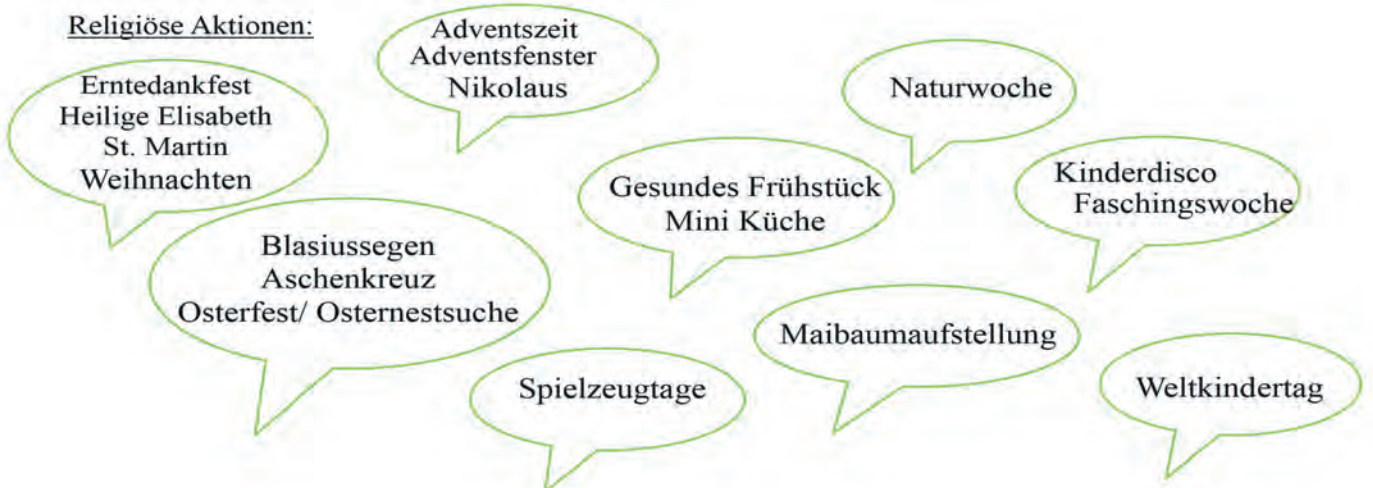 Religiöse Aktionen:
Erntedankfest
Heilige Elisabeth
St. Martin
Weihnachten
Adventszeit
Adventsfenster
Nikolaus
Naturwoche
Gesundes Frühstück
Mini Küche
Kinderdisco
Faschingswoche
Blasiussegen
Aschenkreuz
Osterfest/ Osternestsuche
Maibaumaufstellung
Spielzeugtage
Weltkindertag